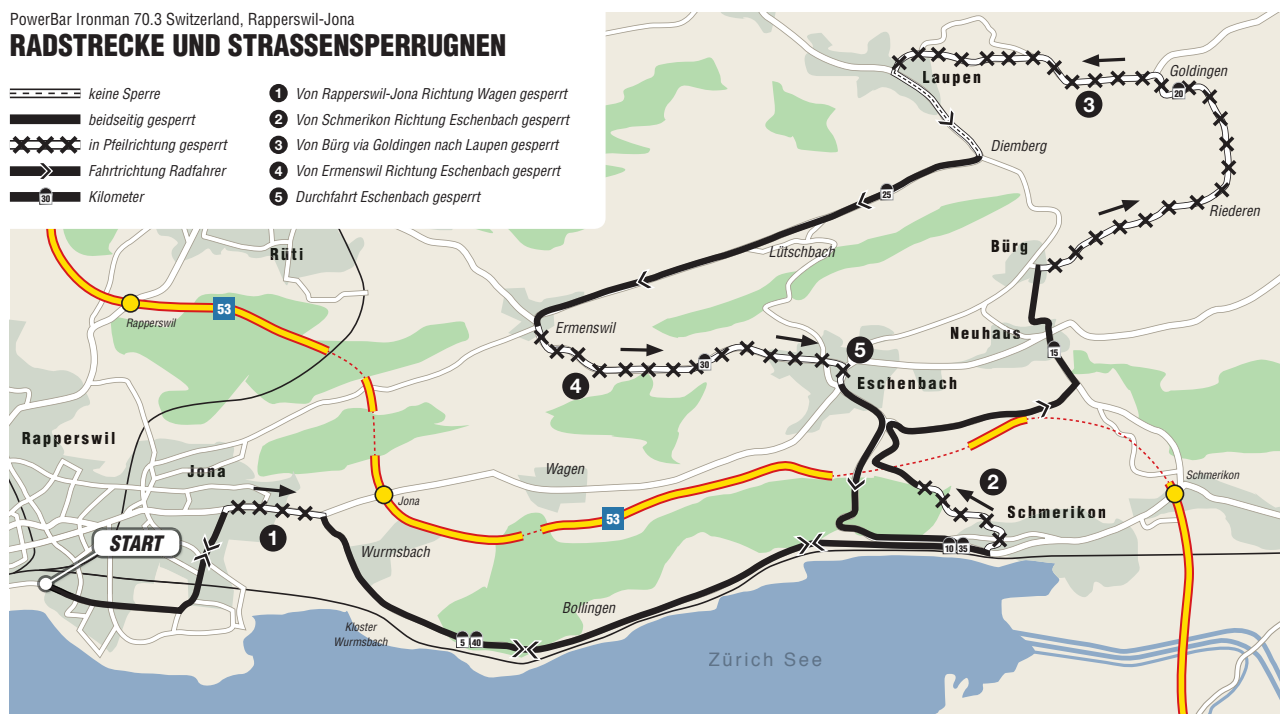 PowerBar Ironman 70.3 Switzerland, Rapperswil-Jona
RADSTRECKE UND STRASSENSPERRUGNEN
keine Sperre
beidseitig gesperrt
in Pfeilrichtung gesperrt
Fahrtrichtung Radfahrer
30 Kilometer
1 Von Rapperswil-Jona Richtung Wagen gesperrt
2 Von Schmerikon Richtung Eschenbach gesperrt
3 Von Bürg via Goldingen nach Laupen gesperrt
4 Von Ermenswil Richtung Eschenbach gesperrt
5 Durchfahrt Eschenbach gesperrt
Laupen
Goldingen
20
3
Diemberg
25
Riederen
Rüti
Lütschbach
Bürg
53
Rapperswil
Ermenswil
Neuhaus
15
30
5
4
Eschenbach
Rapperswil
Jona
Wagen
Schmerikon
Jona
2
Schmerikon
53
1
START
Wurmsbach
10 35
Bollingen
Kloster
Wurmsbach
5 40
Zürich See